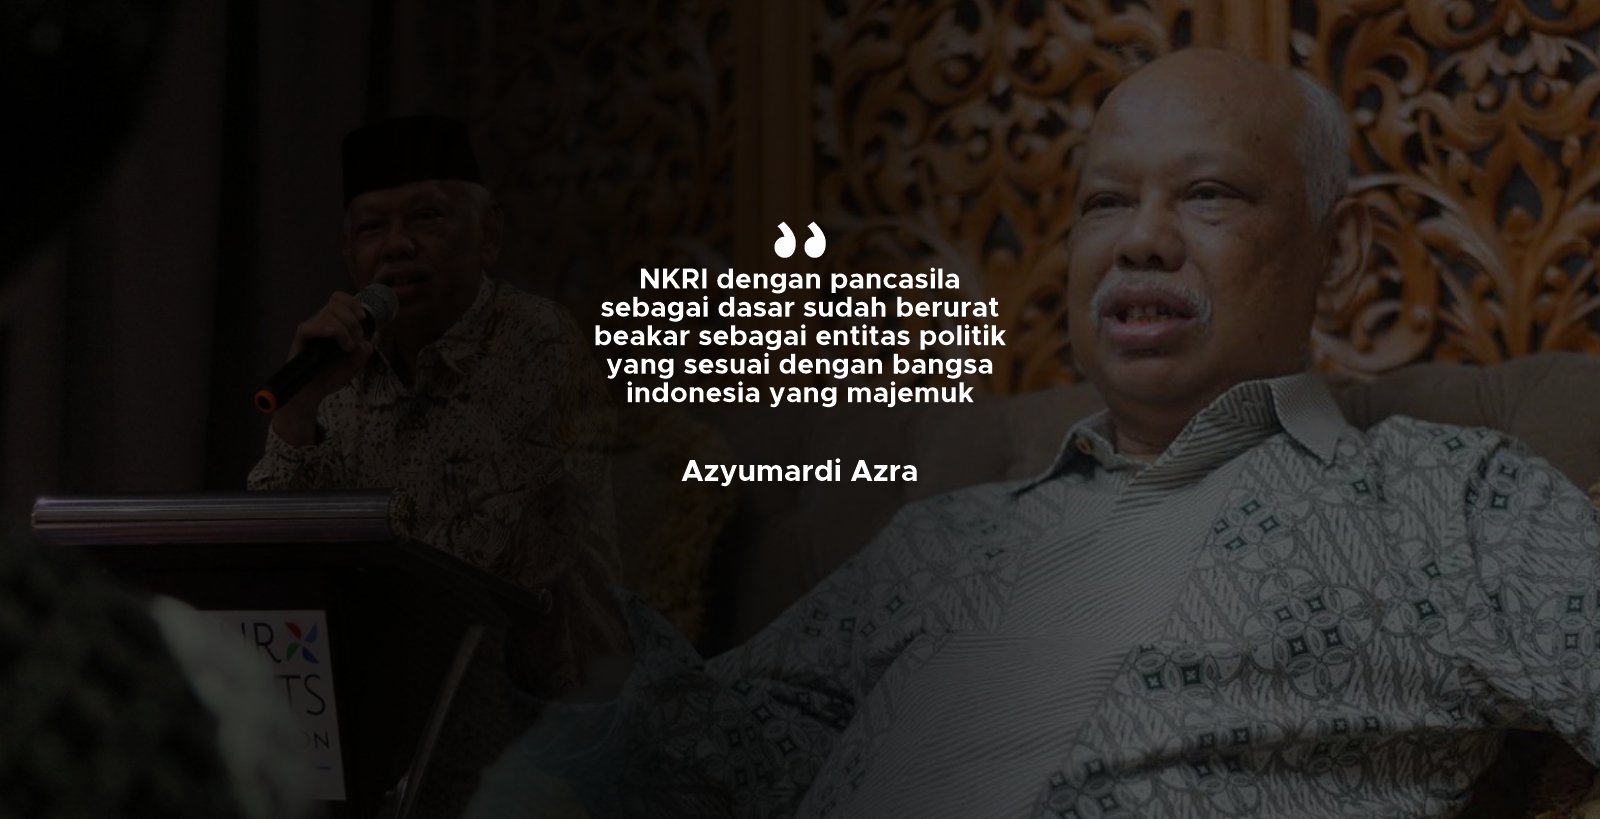 NKRI dengan pancasila
sebagai dasar sudah berurat
beakar sebagai entitas politik
yang sesuai dengan bangsa
indonesia yang majemuk
Azyumardi Azra